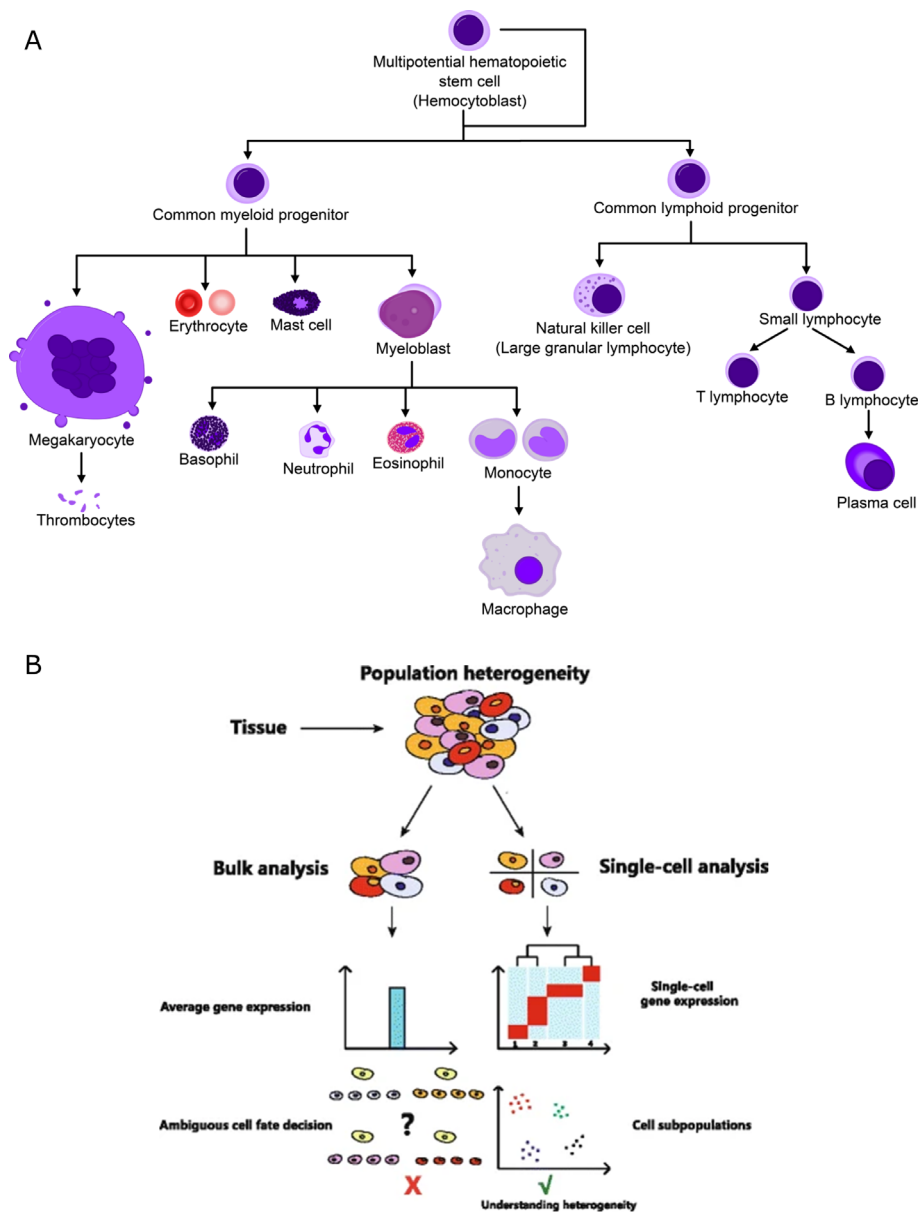 A
Multipotential hematopoietic
stem cell
(Hemocytoblast)
Common myeloid progenitor
Common lymphoid progenitor
Erythrocyte
Mast cell
Myeloblast
Natural killer cell
(Large granular lymphocyte)
Small lymphocyte
T lymphocyte
B lymphocyte
Megakaryocyte
Basophil
Neutrophil
Eosinophil
Monocyte
Plasma cell
Thrombocytes
Macrophage
B
Population heterogeneity
Tissue
Bulk analysis
Single-cell analysis
Average gene expression
Single-cell
gene expression
1 2 3 4
Ambiguous cell fate decision
?
Cell subpopulations
X
√
Understanding heterogeneity